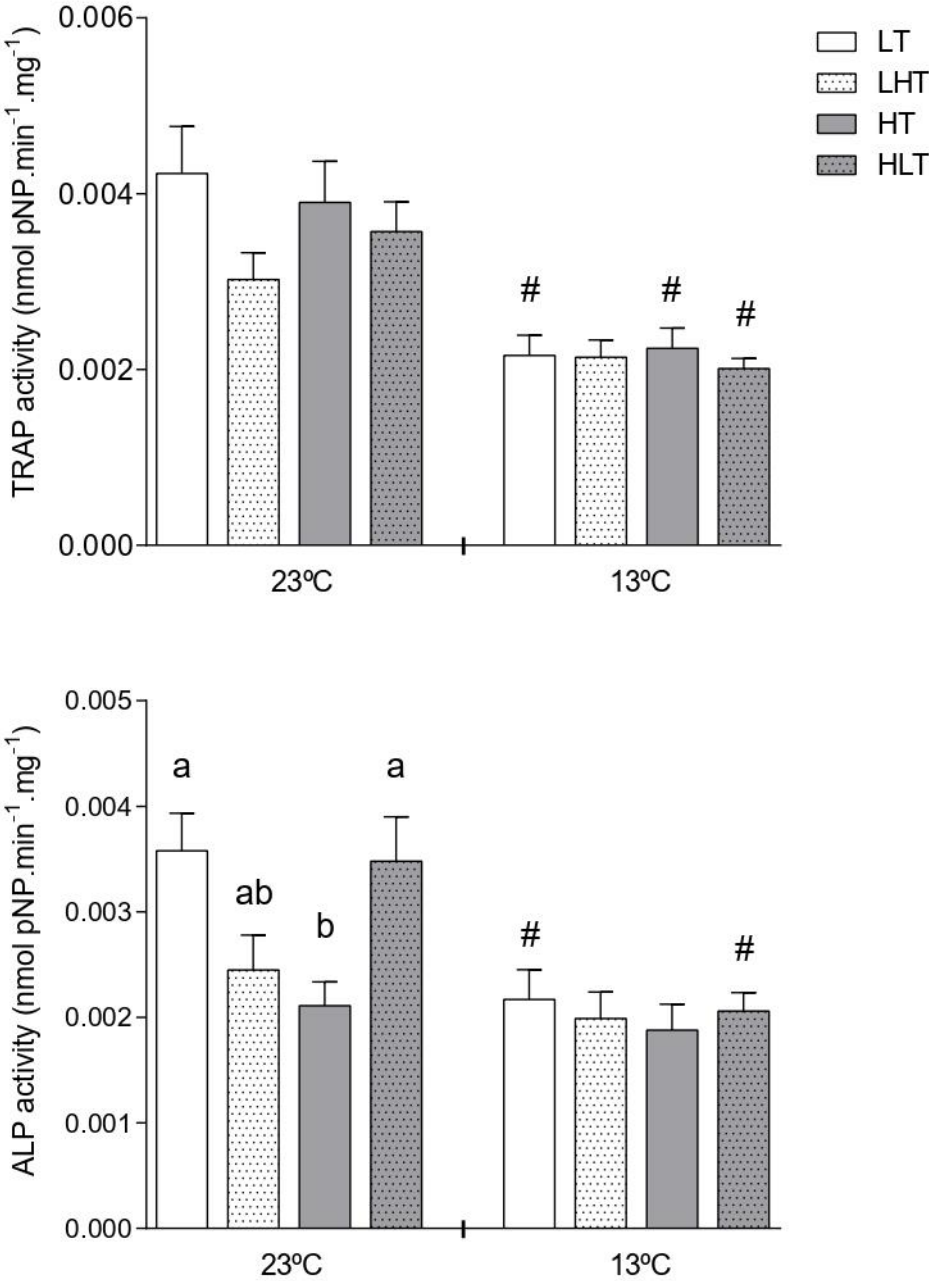 0.006
0.004
0.002
0.000
TRAP activity (nmol pNP.min⁻¹.mg⁻¹)
LT
LHT
HT
HLT
# # #
23ºC 13ºC
0.005
0.004
0.003
0.002
0.001
0.000
ALP activity (nmol pNP.min⁻¹.mg⁻¹)
a ab b a
# #
23ºC 13ºC